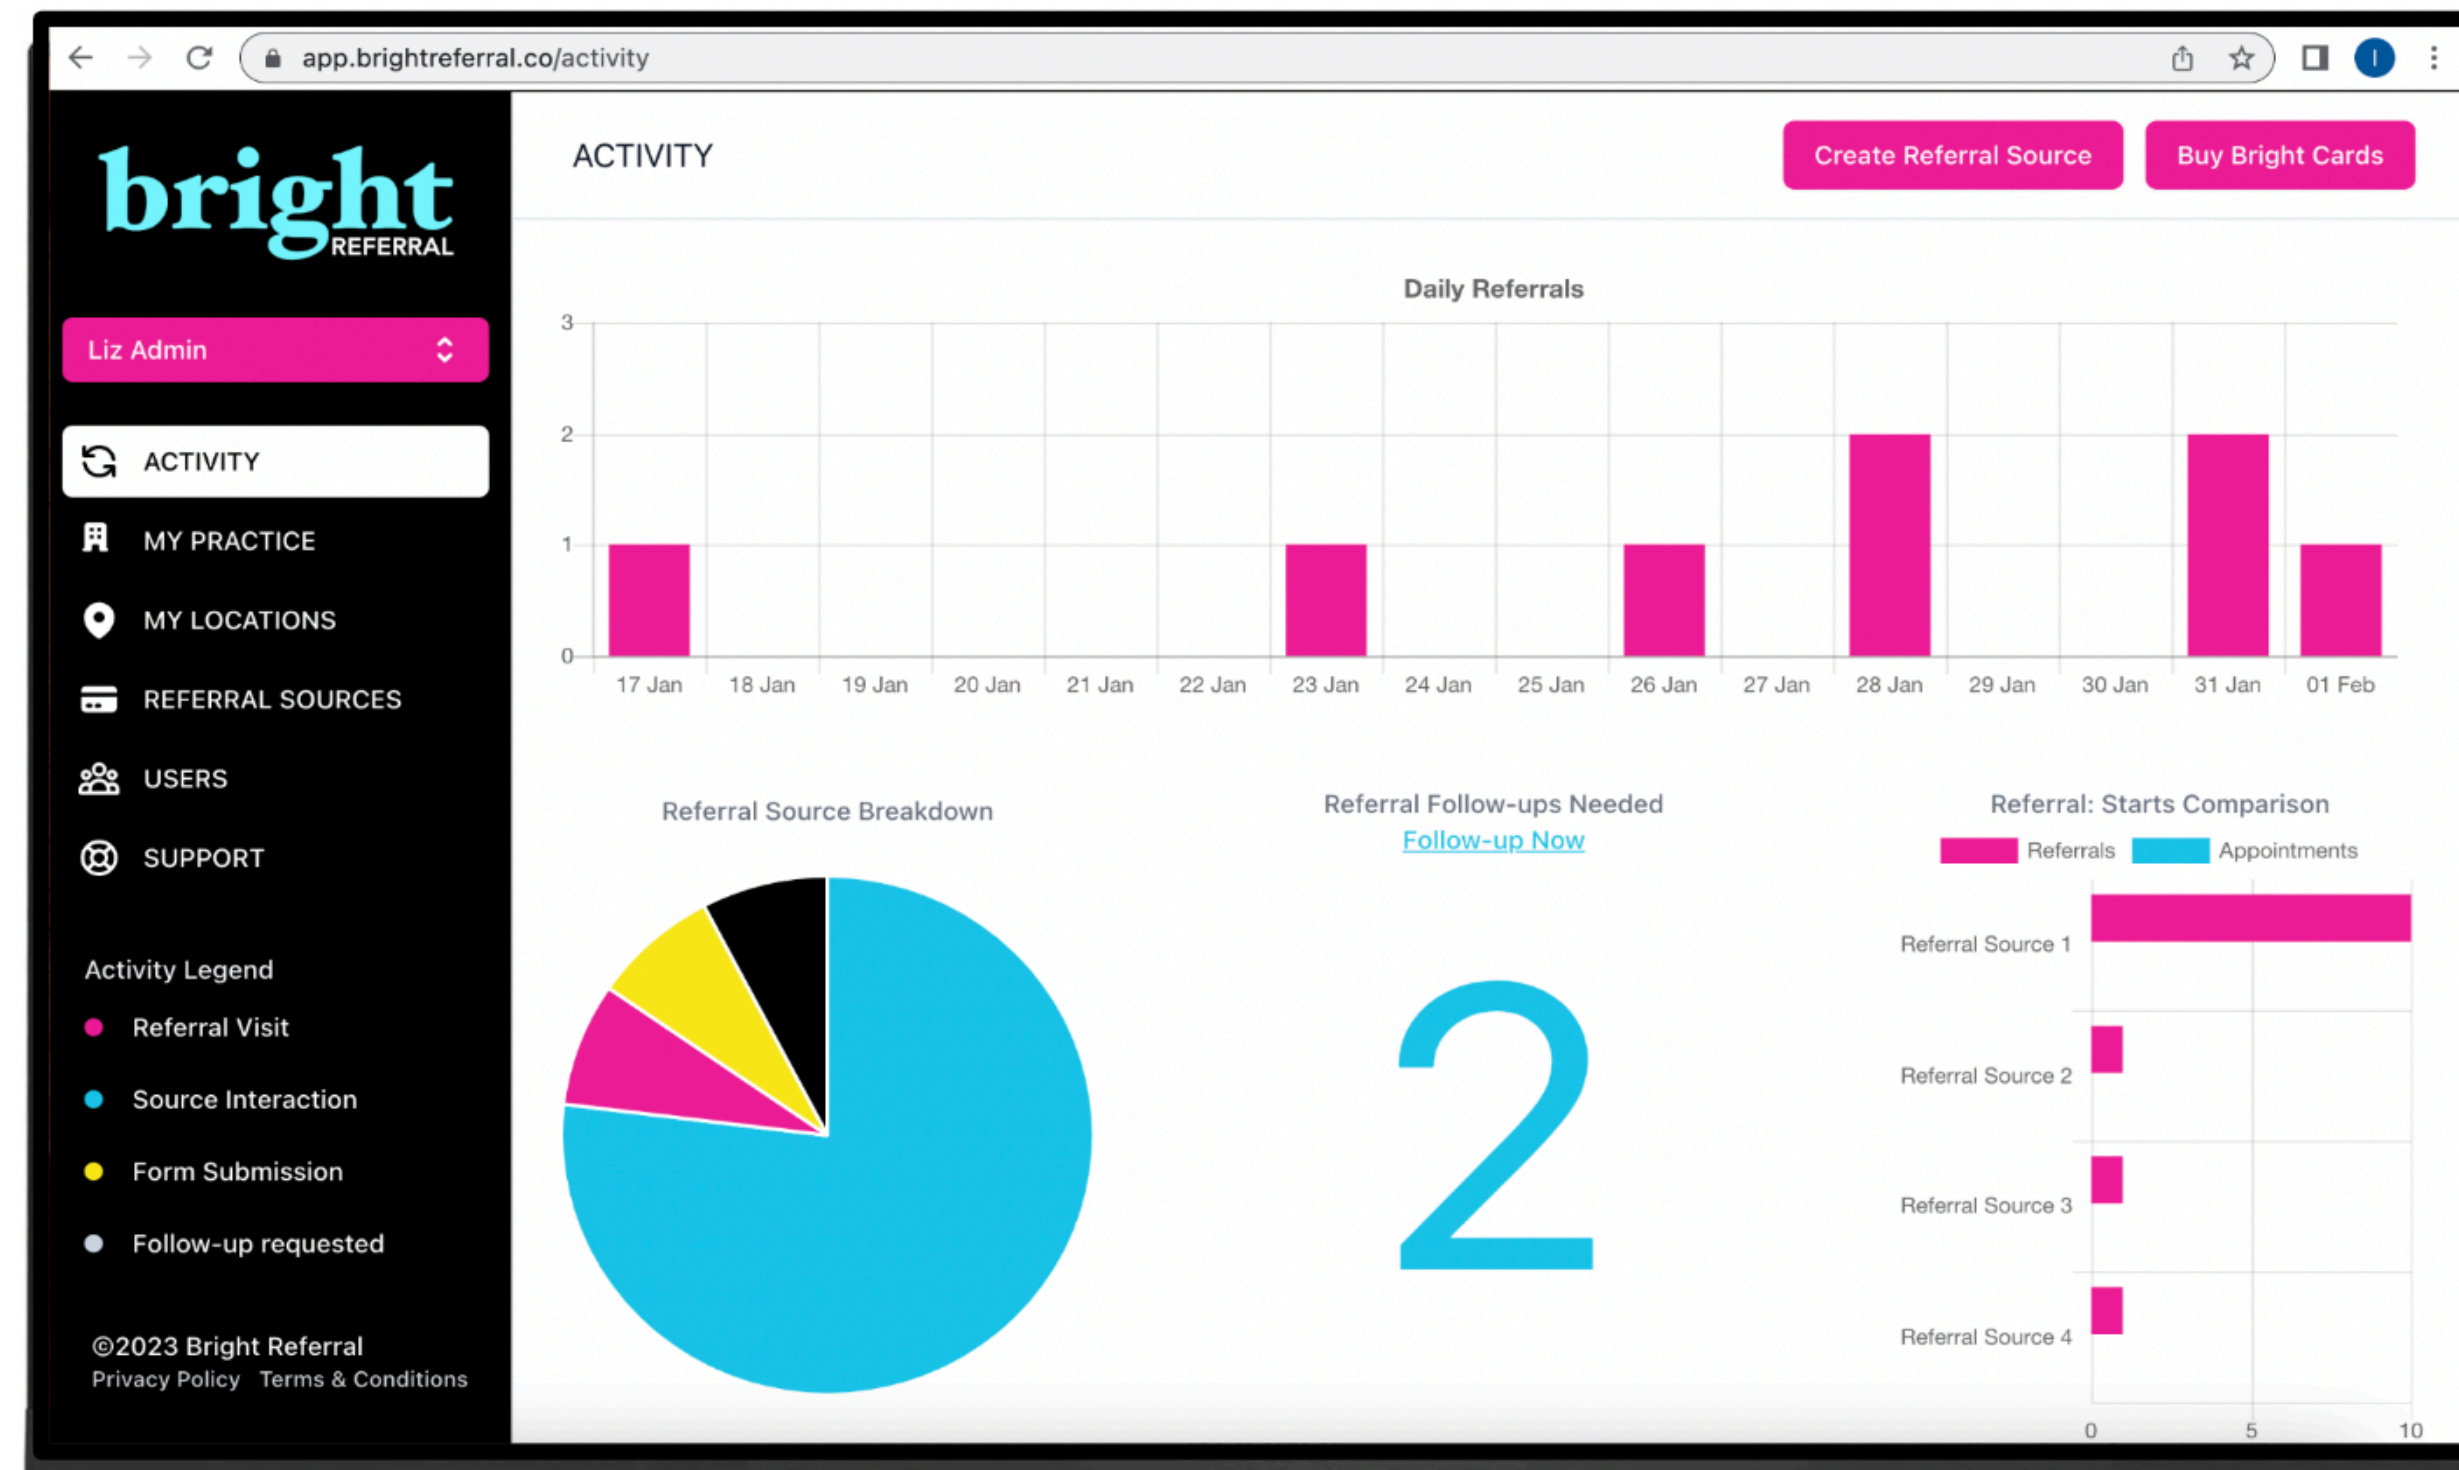 app.brightreferral.co/activity
I
bright
REFERRAL
Liz Admin
ACTIVITY
MY PRACTICE
MY LOCATIONS
REFERRAL SOURCES
USERS
SUPPORT
Activity Legend
Referral Visit
Source Interaction
Form Submission
Follow-up requested
©2023 Bright Referral
Privacy Policy Terms & Conditions
ACTIVITY
Create Referral Source
Buy Bright Cards
Daily Referrals
3
2
1
0
17 Jan 18 Jan 19 Jan 20 Jan 21 Jan 22 Jan 23 Jan 24 Jan 25 Jan 26 Jan 27 Jan 28 Jan 29 Jan 30 Jan 31 Jan 01 Feb
Referral Source Breakdown
Referral Follow-ups Needed
Follow-up Now
2
Referral: Starts Comparison
Referrals Appointments
Referral Source 1
Referral Source 2
Referral Source 3
Referral Source 4
0 5 10